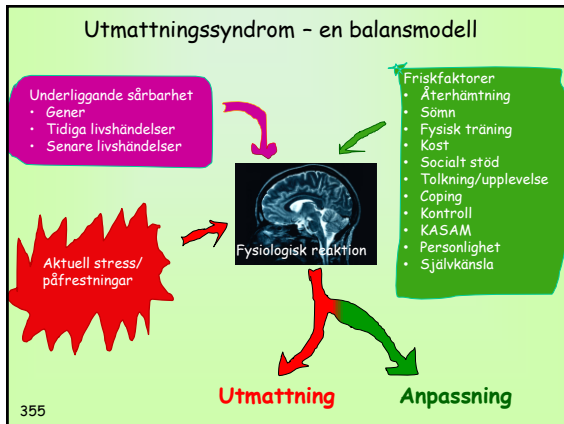 Utmattningssyndrom – en balansmodell
Underliggande sårbarhet
• Gener
• Tidiga livshändelser
• Senare livshändelser
Friskfaktorer
• Återhämtning
• Sömn
• Fysisk träning
• Kost
• Socialt stöd
• Tolkning/upplevelse
• Coping
• Kontroll
• KASAM
• Personlighet
• Självkänsla
Aktuell stress/
påfrestningar
Fysiologisk reaktion
Utmattning
Anpassning
355